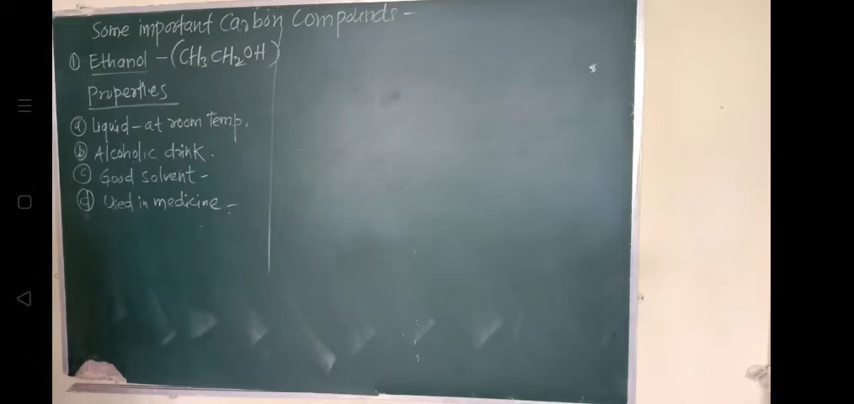 Some important Carbon Compounds -
① Ethanol - (CH₃CH₂OH)
Properties
ⓐ Liquid - at room temp.
ⓑ Alcoholic drink.
ⓒ Good solvent -
ⓓ Used in medicine -